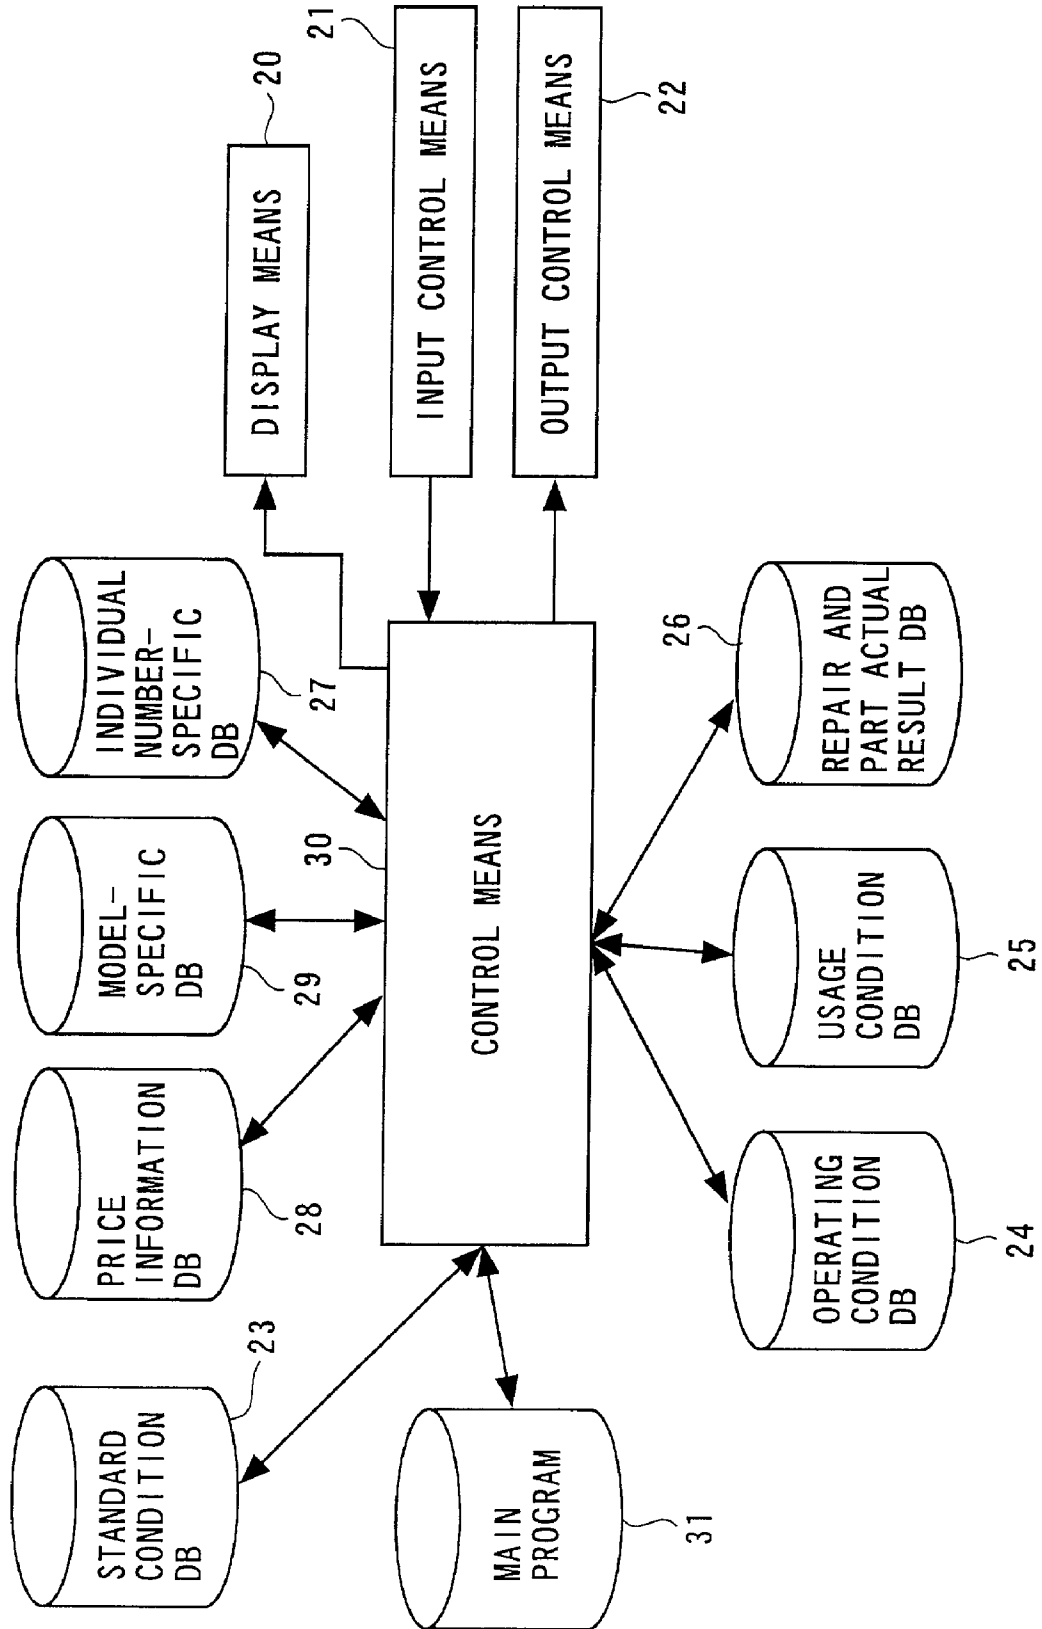 STANDARD
CONDITION
DB
23
PRICE
INFORMATION
DB
28
MODEL-
SPECIFIC
DB
29
INDIVIDUAL
NUMBER-
SPECIFIC
DB
27
DISPLAY MEANS
20
INPUT CONTROL MEANS
21
OUTPUT CONTROL MEANS
22
CONTROL MEANS
30
MAIN
PROGRAM
31
OPERATING
CONDITION
DB
24
USAGE
CONDITION
DB
25
REPAIR AND
PART ACTUAL
RESULT DB
26